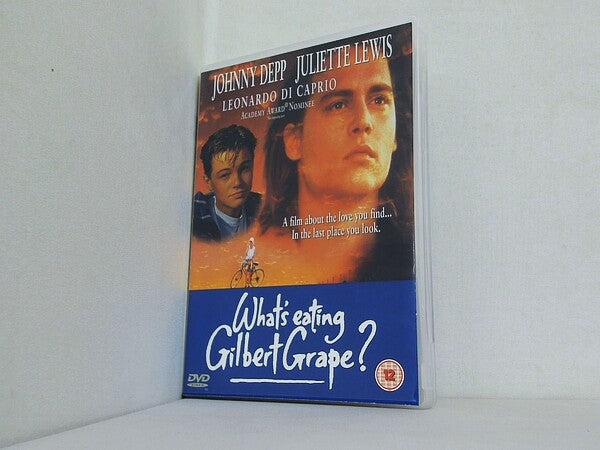 JOHNNY DEPP JULIETTE LEWIS
LEONARDO DI CAPRIO
ACADEMY AWARD® NOMINEE
A film about the love you find...
In the last place you look.
What's eating
Gilbert Grape?
DVD
VIDEO
12